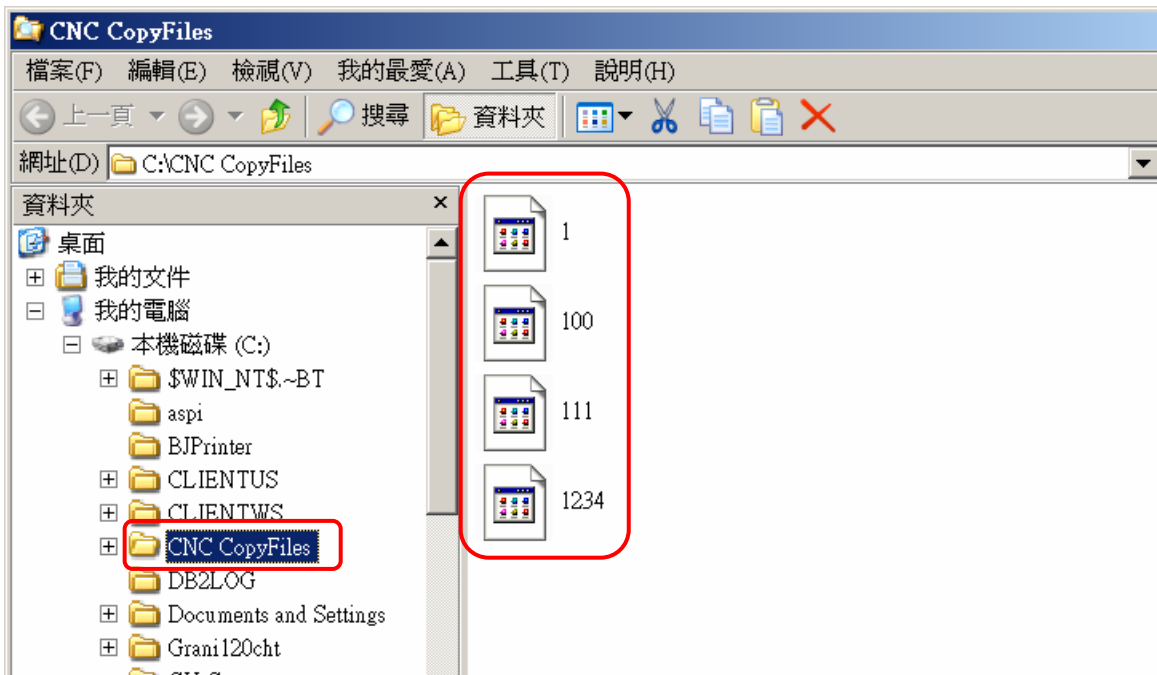 CNC CopyFiles
檔案(F) 編輯(E) 檢視(V) 我的最愛(A) 工具(T) 說明(H)
上一頁 搜尋 資料夾
網址(D) C:\CNC CopyFiles
資料夾 ×
桌面
我的文件
我的電腦
本機磁碟 (C:)
$WIN_NT$.~BT
aspi
BJPrinter
CLIENTUS
CLIENTWS
CNC CopyFiles
DB2LOG
Documents and Settings
Grani120cht
1
100
111
1234